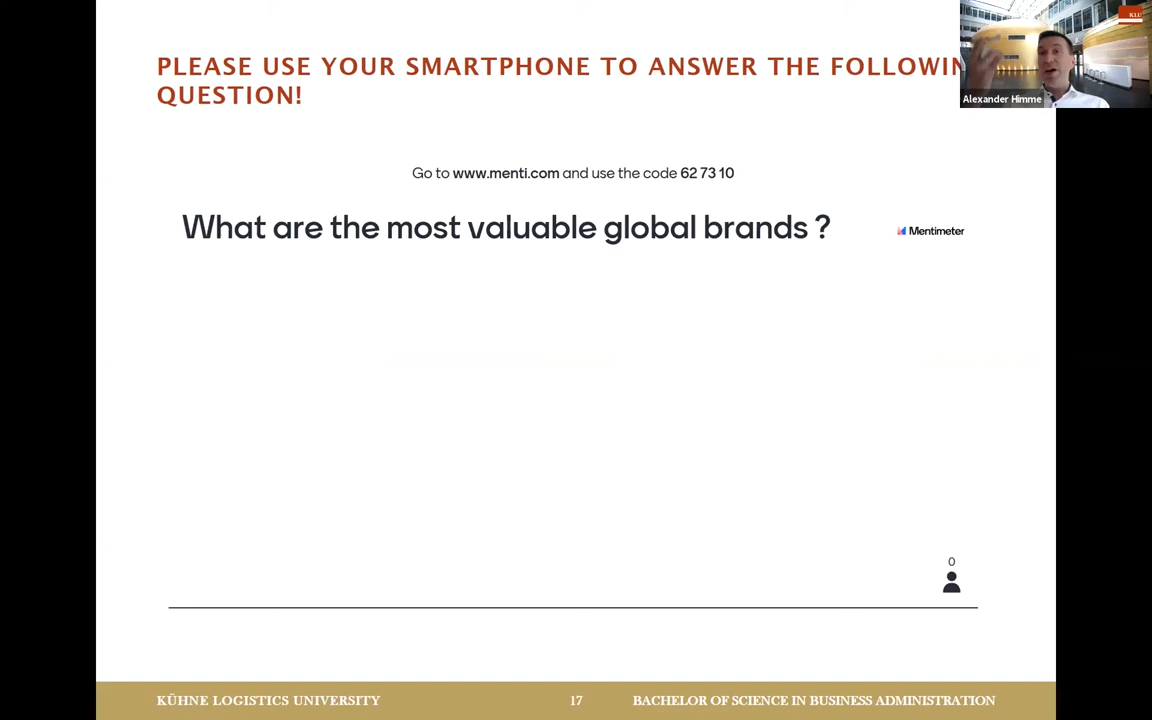 PLEASE USE YOUR SMARTPHONE TO ANSWER THE FOLLOWIN
QUESTION!
KLU
Alexander Himme
Go to www.menti.com and use the code 62 73 10
What are the most valuable global brands ?
Mentimeter
0
KÜHNE LOGISTICS UNIVERSITY
17
BACHELOR OF SCIENCE IN BUSINESS ADMINISTRATION